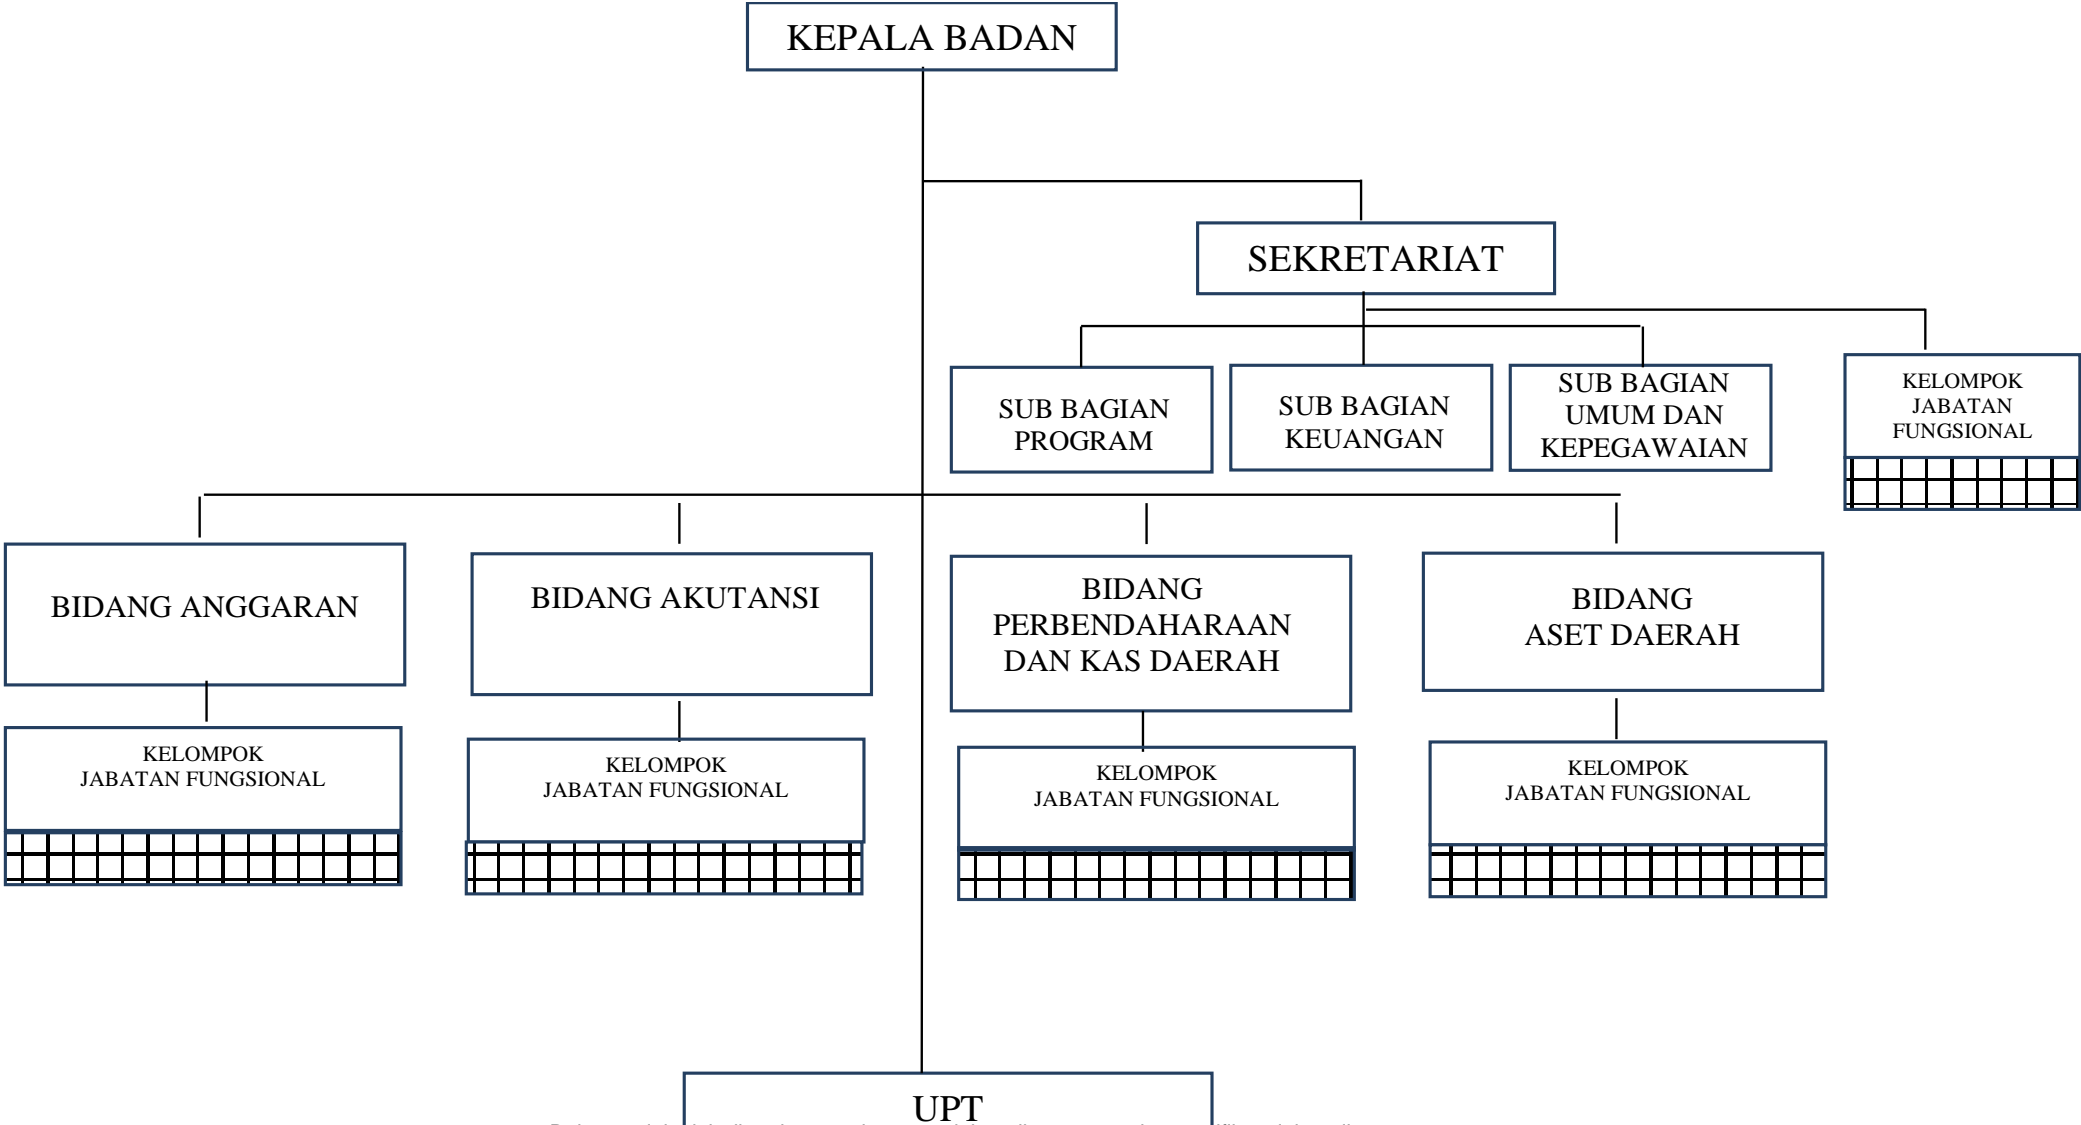 KEPALA BADAN
SEKRETARIAT
SUB BAGIAN
PROGRAM
SUB BAGIAN
KEUANGAN
SUB BAGIAN
UMUM DAN
KEPEGAWAIAN
KELOMPOK
JABATAN
FUNGSIONAL
BIDANG ANGGARAN
BIDANG AKUTANSI
BIDANG
PERBENDAHARAAN
DAN KAS DAERAH
BIDANG
ASET DAERAH
KELOMPOK
JABATAN FUNGSIONAL
KELOMPOK
JABATAN FUNGSIONAL
KELOMPOK
JABATAN FUNGSIONAL
KELOMPOK
JABATAN FUNGSIONAL
UPT